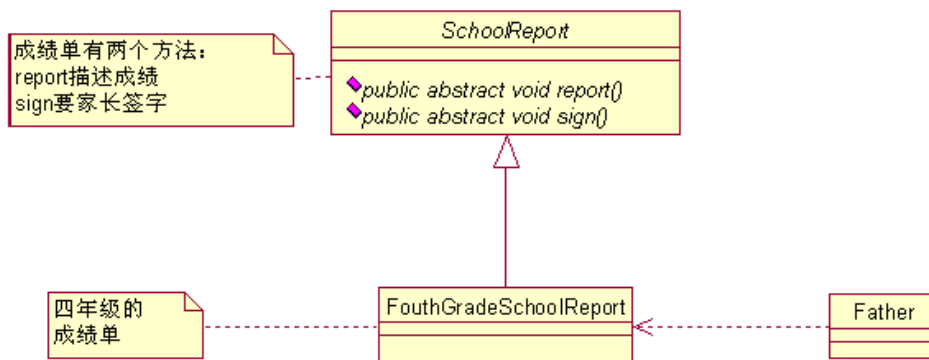 SchoolReport
成绩单有两个方法：
report描述成绩
sign要家长签字
public abstract void report()
public abstract void sign()
四年级的
成绩单
FouthGradeSchoolReport
Father